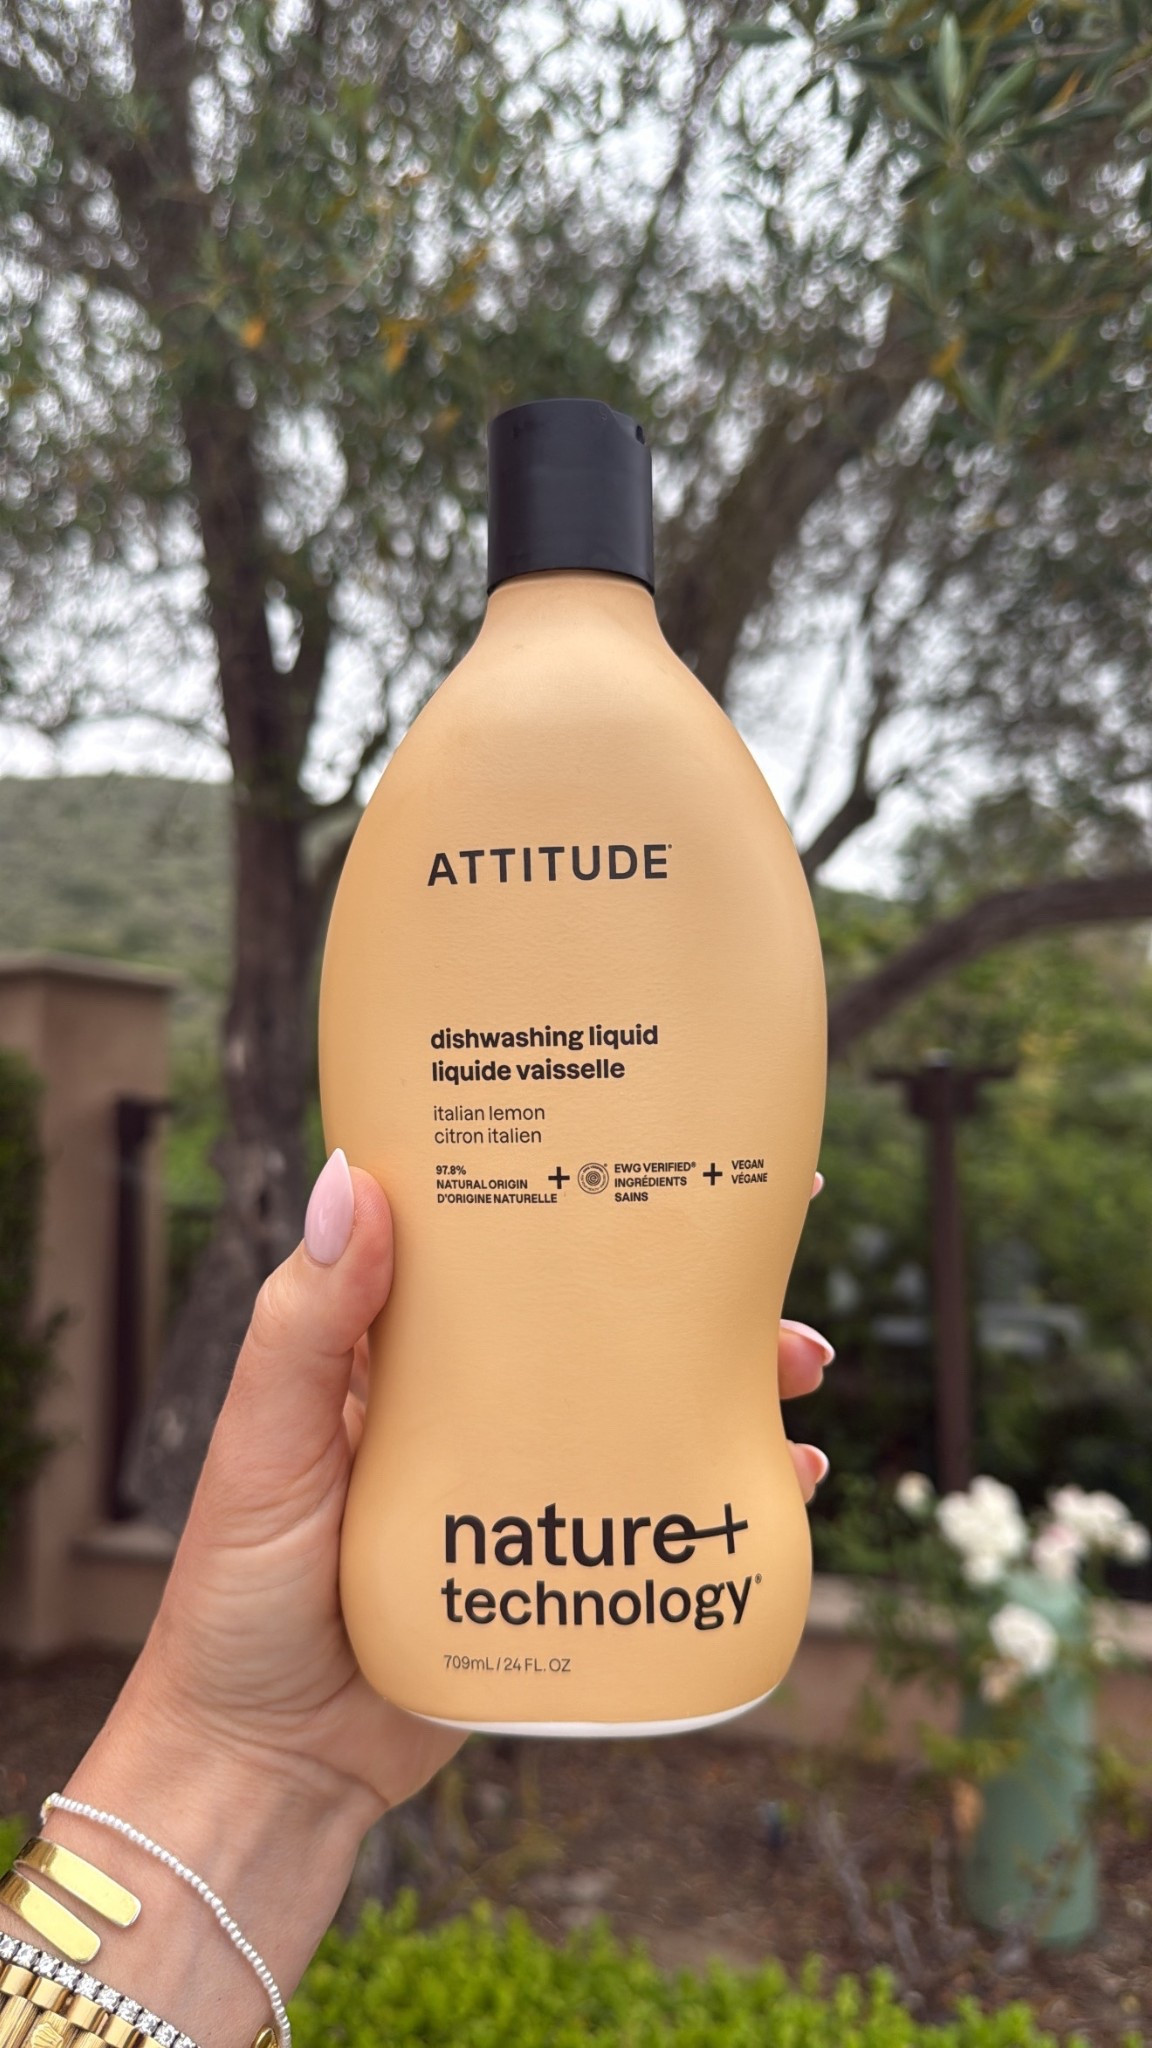 ATTITUDE®
dishwashing liquid
liquide vaisselle
italian lemon
citron italien
97.8%
NATURAL ORIGIN
D'ORIGINE NATURELLE
+
EWG VERIFIED®
INGRÉDIENTS
SAINS
+
VEGAN
VÉGANE
nature+
technology®
709mL / 24 FL. OZ